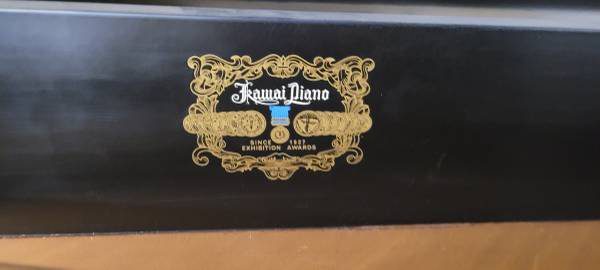 Kawai Piano
SINCE 1927
EXHIBITION AWARDS